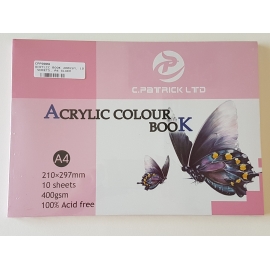 C.PATRICK LTD
ACRYLIC COLOUR
BOOK
A4
210×297mm
10 sheets
400gsm
100% Acid free